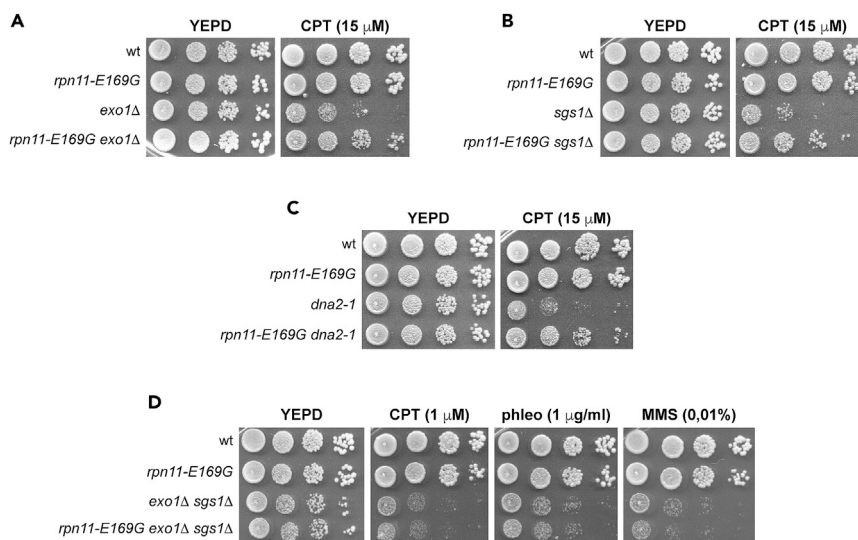 A
YEPD CPT (15 µM)
wt
rpn11-E169G
exo1Δ
rpn11-E169G exo1Δ
B
YEPD CPT (15 µM)
wt
rpn11-E169G
sgs1Δ
rpn11-E169G sgs1Δ
C
YEPD CPT (15 µM)
wt
rpn11-E169G
dna2-1
rpn11-E169G dna2-1
D
YEPD CPT (1 µM) phleo (1 µg/ml) MMS (0,01%)
wt
rpn11-E169G
exo1Δ sgs1Δ
rpn11-E169G exo1Δ sgs1Δ